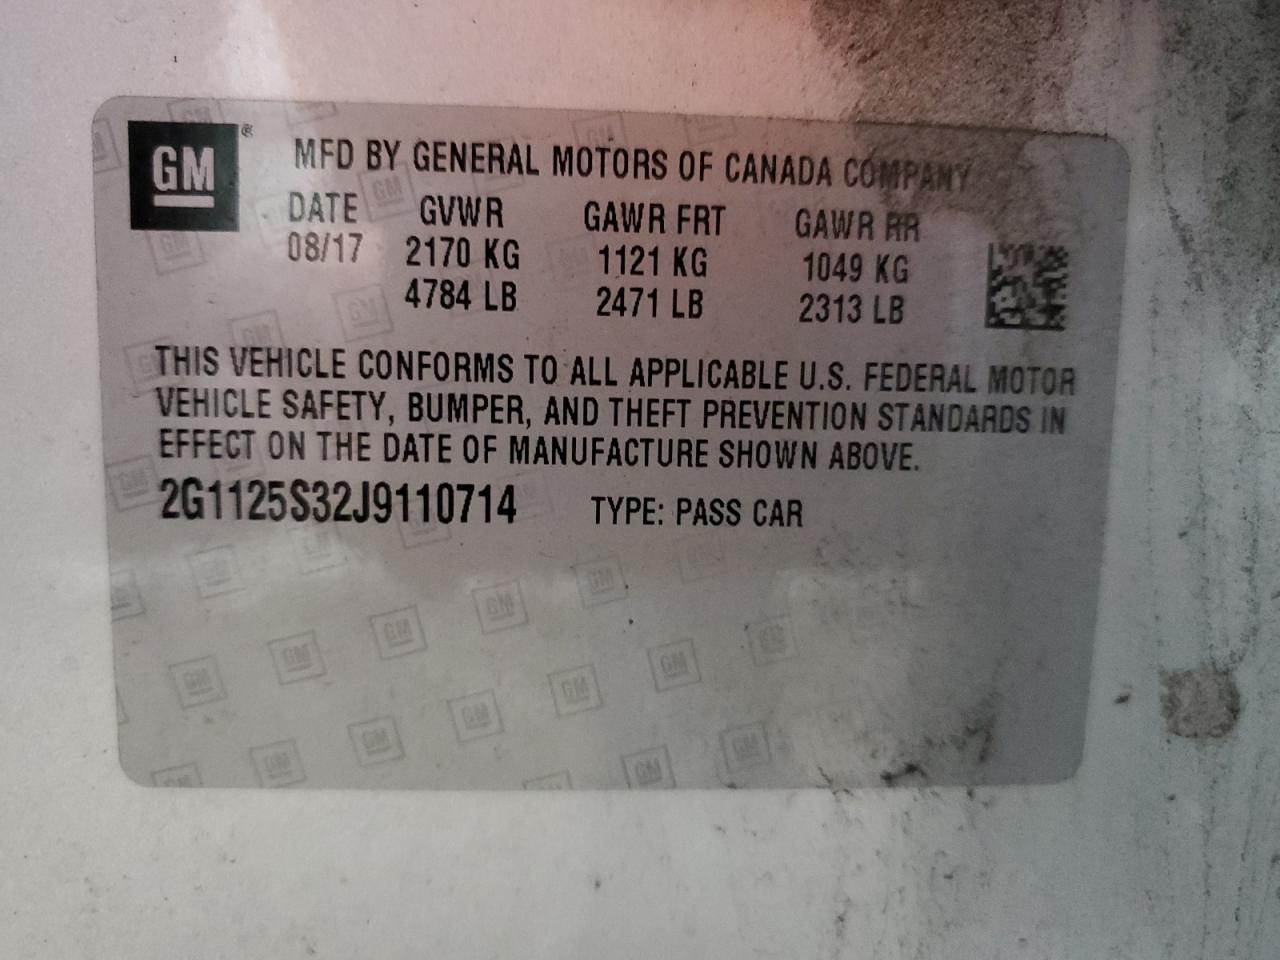 GM ® MFD BY GENERAL MOTORS OF CANADA COMPANY
DATE GVWR GAWR FRT GAWR RR
08/17 2170 KG 1121 KG 1049 KG
4784 LB 2471 LB 2313 LB
THIS VEHICLE CONFORMS TO ALL APPLICABLE U.S. FEDERAL MOTOR
VEHICLE SAFETY, BUMPER, AND THEFT PREVENTION STANDARDS IN
EFFECT ON THE DATE OF MANUFACTURE SHOWN ABOVE.
2G1125S32J9110714 TYPE: PASS CAR